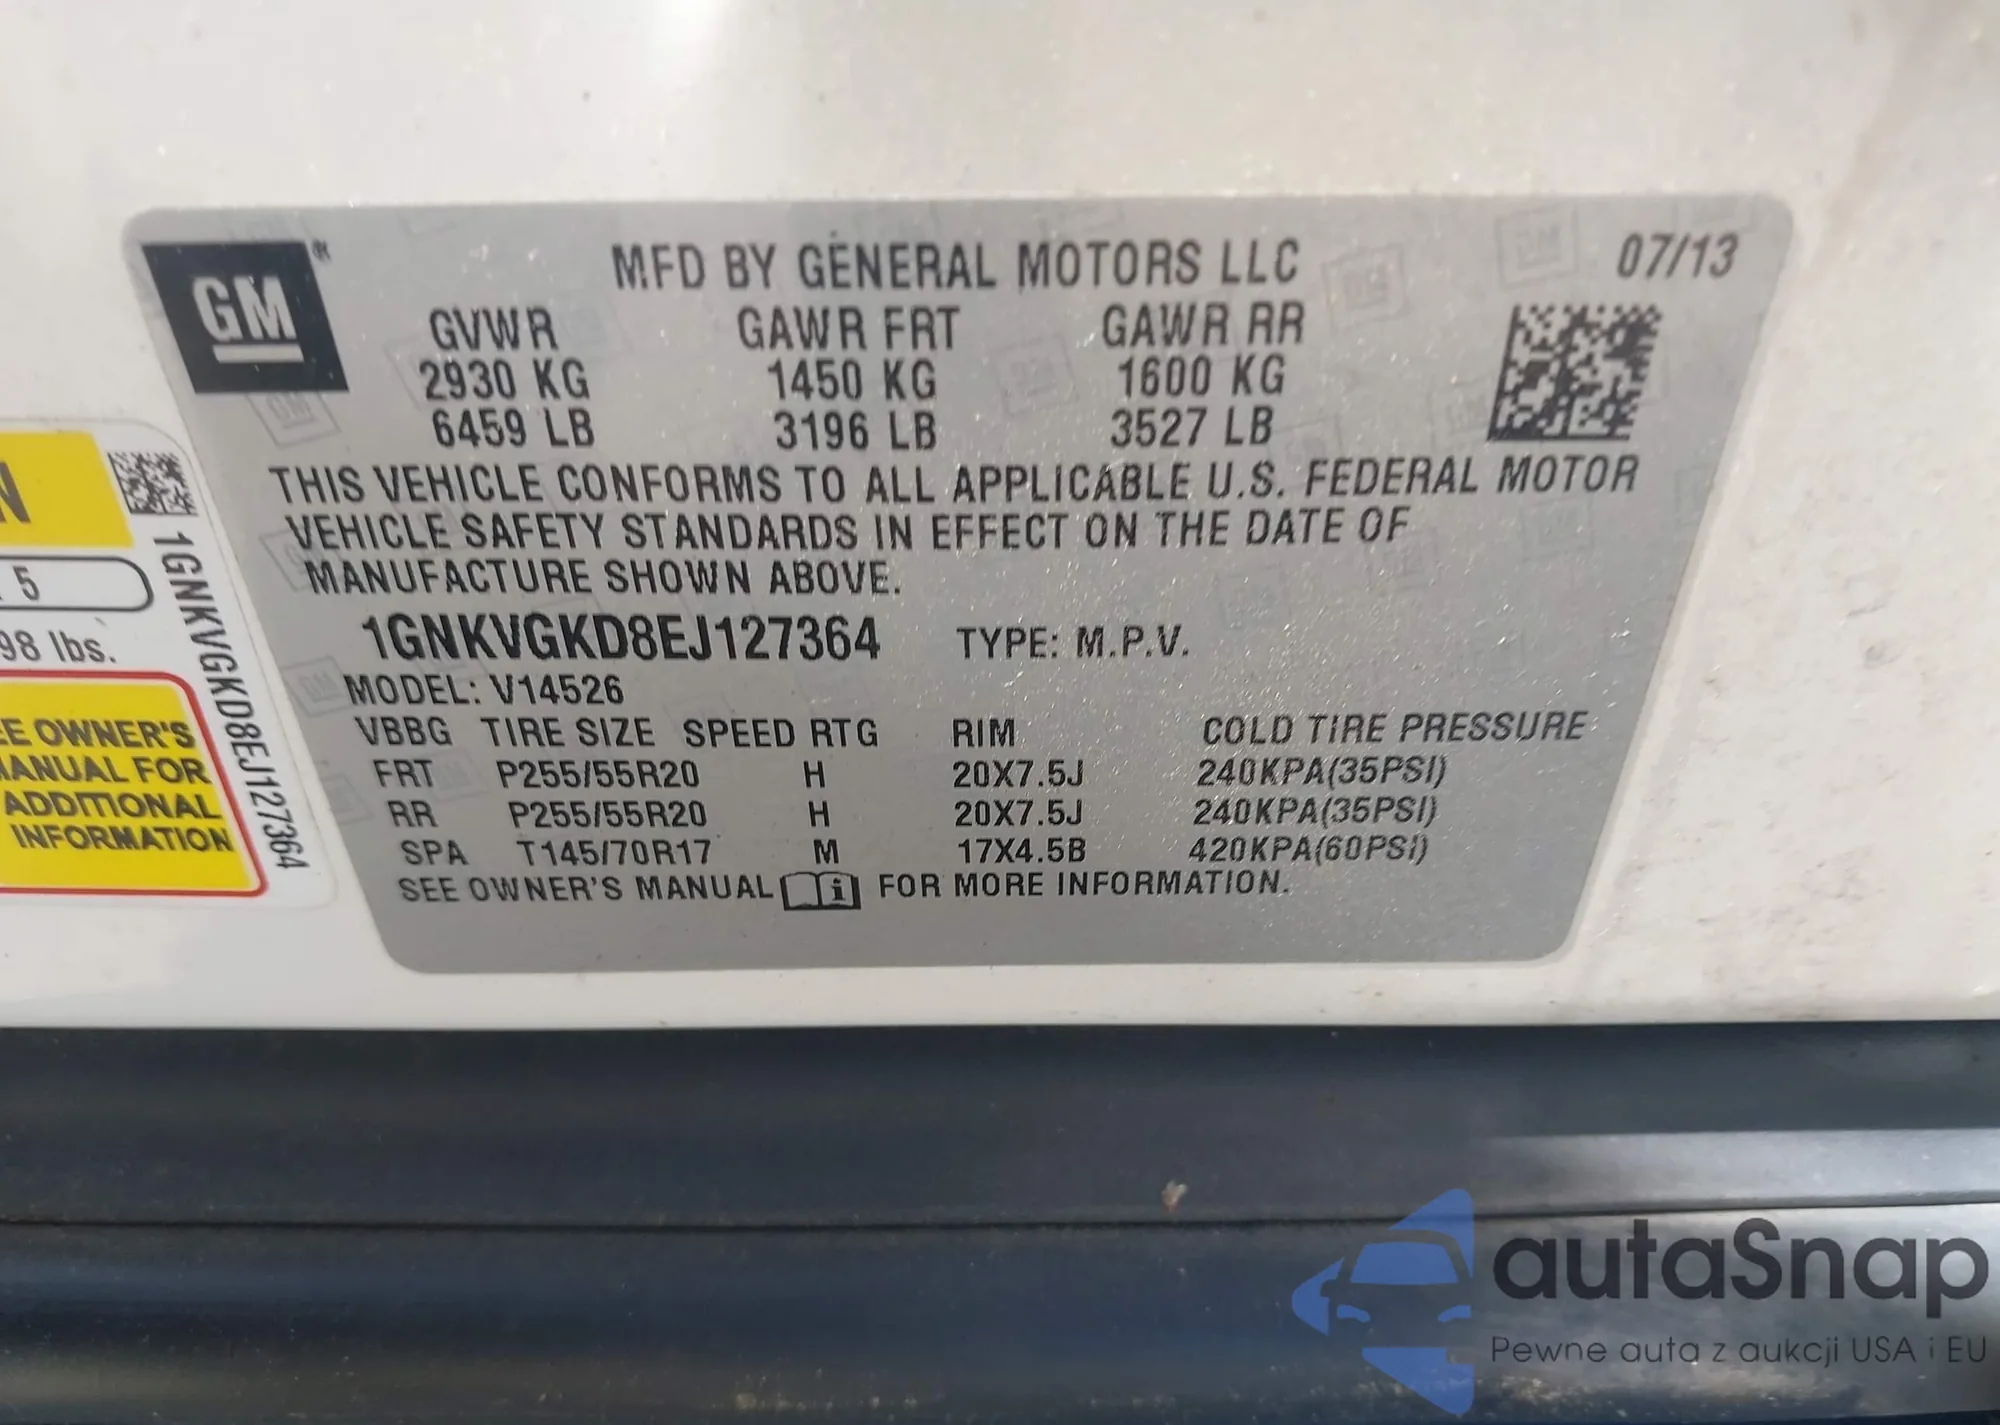 GM
®
MFD BY GENERAL MOTORS LLC
07/13
GVWR GAWR FRT GAWR RR
2930 KG 1450 KG 1600 KG
6459 LB 3196 LB 3527 LB
THIS VEHICLE CONFORMS TO ALL APPLICABLE U.S. FEDERAL MOTOR
VEHICLE SAFETY STANDARDS IN EFFECT ON THE DATE OF
MANUFACTURE SHOWN ABOVE.
1GNKVGKD8EJ127364 TYPE: M.P.V.
MODEL: V14526
VBBG TIRE SIZE SPEED RTG RIM COLD TIRE PRESSURE
FRT P255/55R20 H 20X7.5J 240KPA(35PSI)
RR P255/55R20 H 20X7.5J 240KPA(35PSI)
SPA T145/70R17 M 17X4.5B 420KPA(60PSI)
SEE OWNER'S MANUAL i FOR MORE INFORMATION.
N
5
98 lbs.
EE OWNER'S
MANUAL FOR
ADDITIONAL
INFORMATION
1GNKVGKD8EJ127364
autaSnap
Pewne auta z aukcji USA i EU